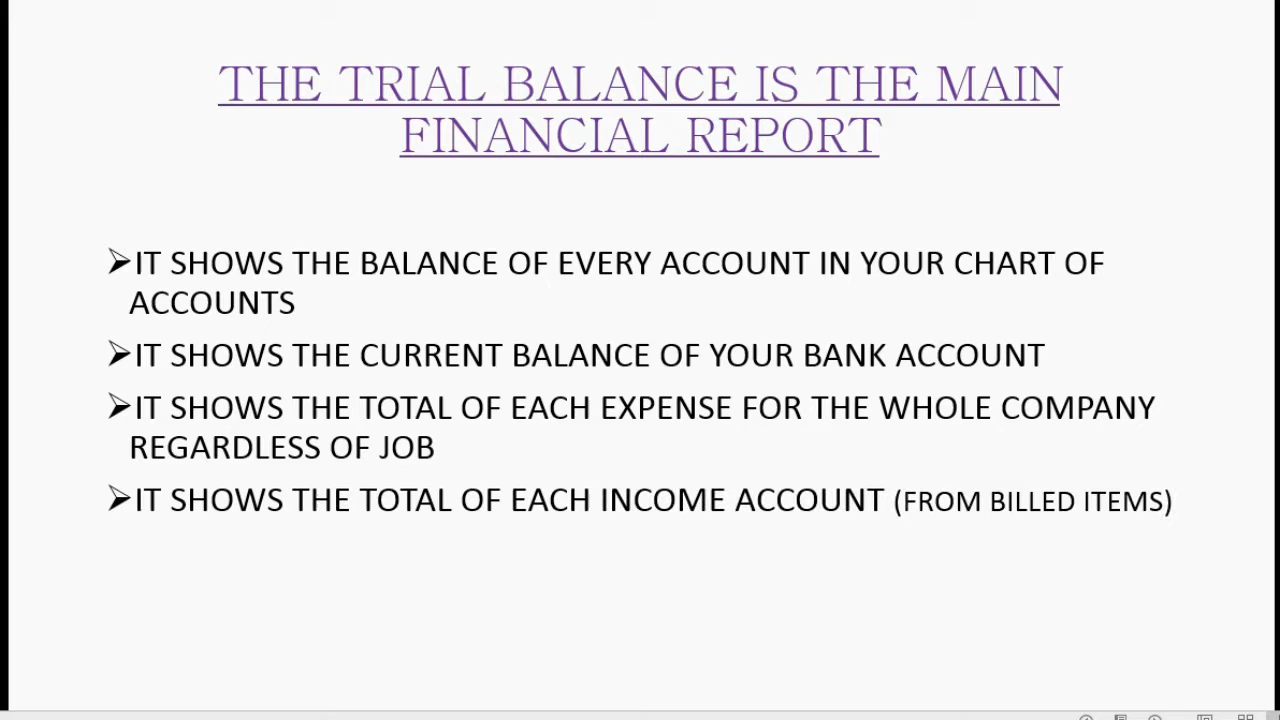 THE TRIAL BALANCE IS THE MAIN
FINANCIAL REPORT
➢IT SHOWS THE BALANCE OF EVERY ACCOUNT IN YOUR CHART OF
ACCOUNTS
➢IT SHOWS THE CURRENT BALANCE OF YOUR BANK ACCOUNT
➢IT SHOWS THE TOTAL OF EACH EXPENSE FOR THE WHOLE COMPANY
REGARDLESS OF JOB
➢IT SHOWS THE TOTAL OF EACH INCOME ACCOUNT (FROM BILLED ITEMS)